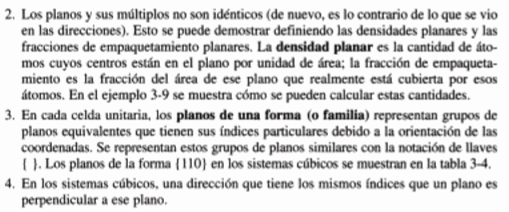 2. Los planos y sus múltiplos no son idénticos (de nuevo, es lo contrario de lo que se vio
en las direcciones). Esto se puede demostrar definiendo las densidades planares y las
fracciones de empaquetamiento planares. La densidad planar es la cantidad de áto-
mos cuyos centros están en el plano por unidad de área; la fracción de empaqueta-
miento es la fracción del área de ese plano que realmente está cubierta por esos
átomos. En el ejemplo 3-9 se muestra cómo se pueden calcular estas cantidades.
3. En cada celda unitaria, los planos de una forma (o familia) representan grupos de
planos equivalentes que tienen sus índices particulares debido a la orientación de las
coordenadas. Se representan estos grupos de planos similares con la notación de llaves
{ }. Los planos de la forma {110} en los sistemas cúbicos se muestran en la tabla 3-4.
4. En los sistemas cúbicos, una dirección que tiene los mismos índices que un plano es
perpendicular a ese plano.